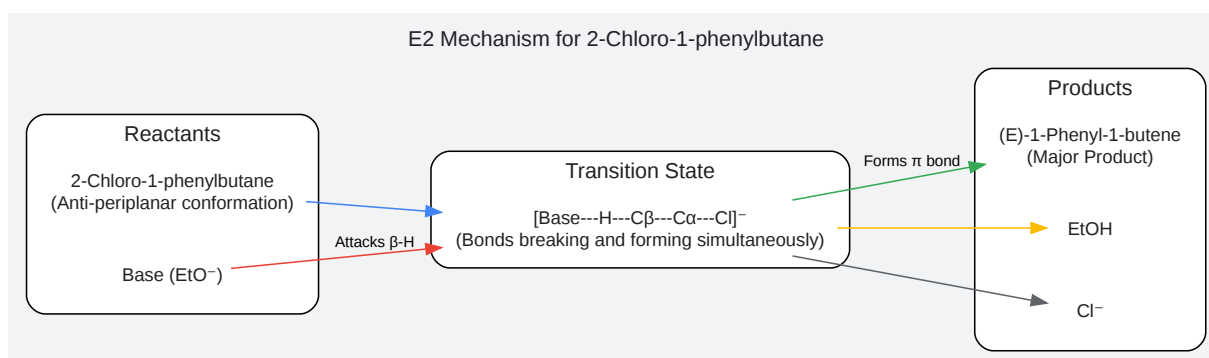 E2 Mechanism for 2-Chloro-1-phenylbutane
Reactants
2-Chloro-1-phenylbutane
(Anti-periplanar conformation)
Base (EtO⁻)
Attacks β-H
Transition State
[Base---H---Cβ---Cα---Cl]⁻
(Bonds breaking and forming simultaneously)
Forms π bond
Products
(E)-1-Phenyl-1-butene
(Major Product)
EtOH
Cl⁻